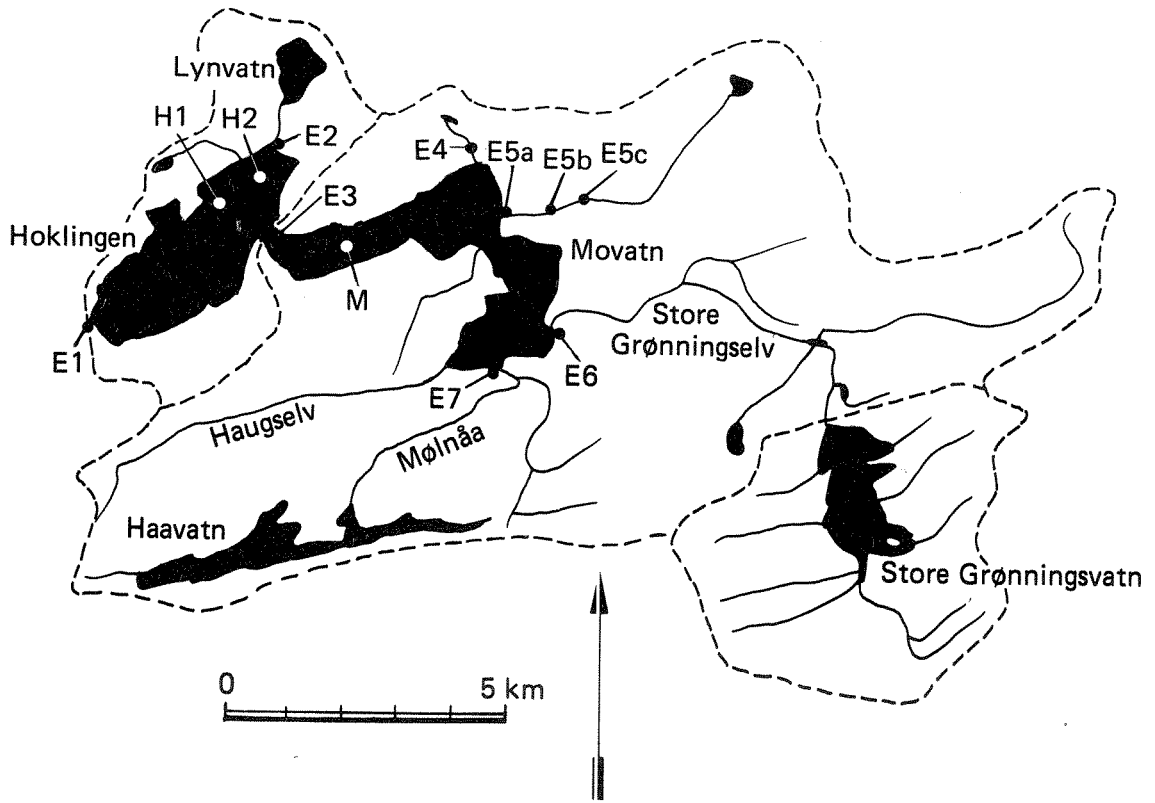 Lynvatn
H1
H2
E2
E4
E5a
E5b
E5c
E3
Hoklingen
Movatn
M
Store
Grønningselv
E1
E6
E7
Haugselv
Mølnåa
Haavatn
Store Grønningsvatn
0
5 km